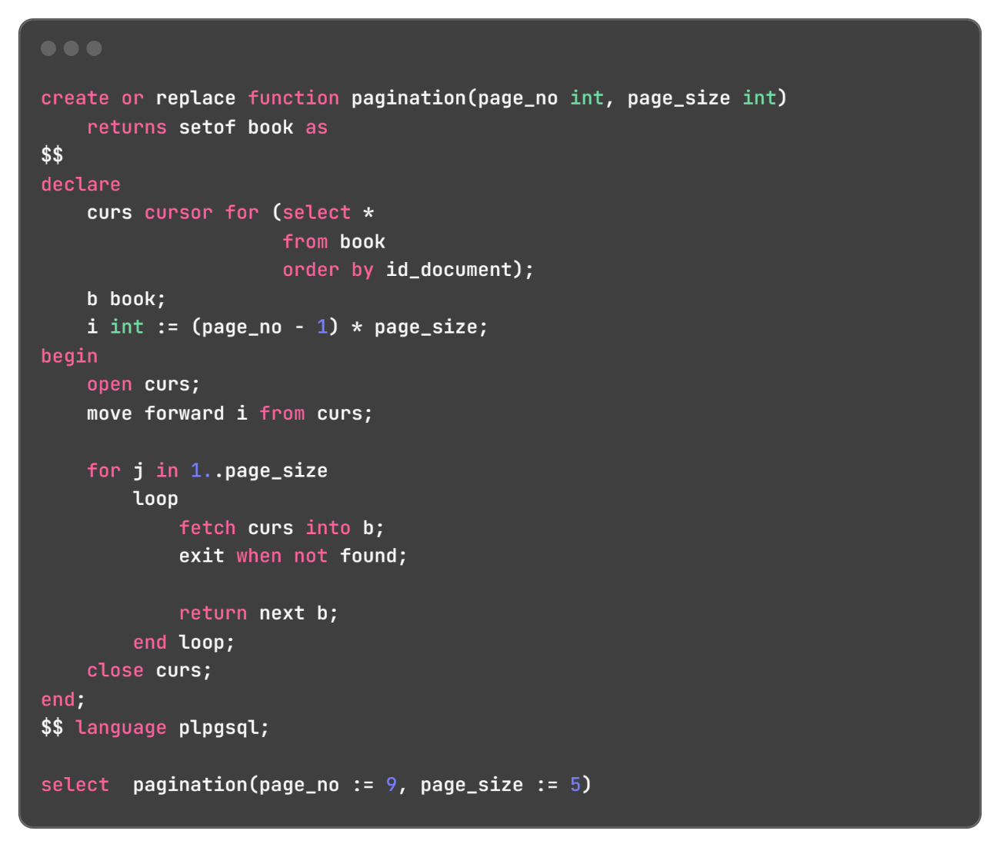 create or replace function pagination(page_no int, page_size int)
    returns setof book as
$$
declare
    curs cursor for (select *
                     from book
                     order by id_document);
    b book;
    i int := (page_no - 1) * page_size;
begin
    open curs;
    move forward i from curs;

    for j in 1..page_size
        loop
            fetch curs into b;
            exit when not found;

            return next b;
        end loop;
    close curs;
end;
$$ language plpgsql;

select  pagination(page_no := 9, page_size := 5)